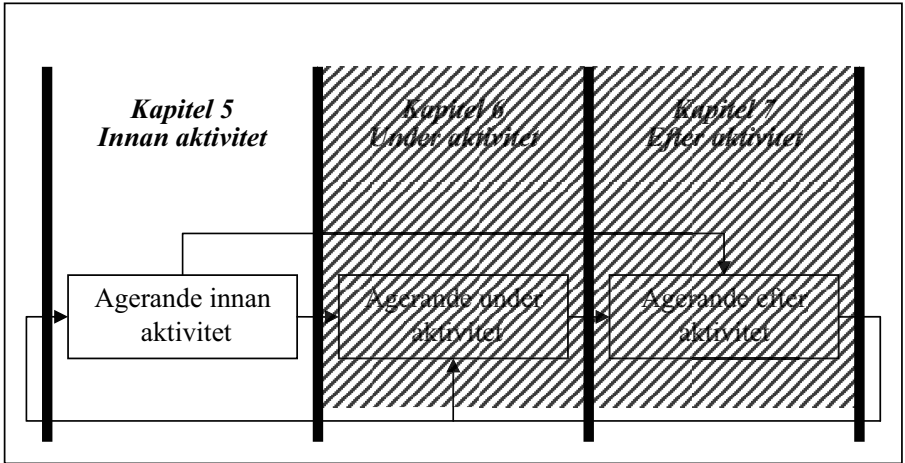 Kapitel 5
Innan aktivitet
Kapitel 6
Under aktivitet
Kapitel 7
Efter aktivitet
Agerande innan
aktivitet
Agerande under
aktivitet
Agerande efter
aktivitet